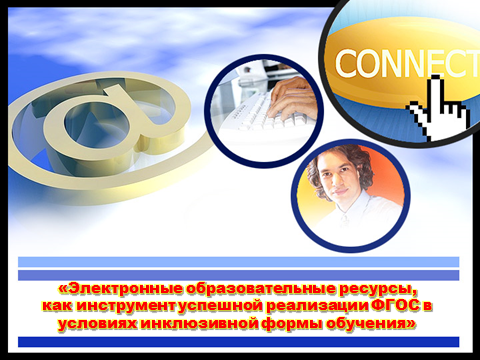 CONNECT
«Электронные образовательные ресурсы,
как инструмент успешной реализации ФГОС в
условиях инклюзивной формы обучения»